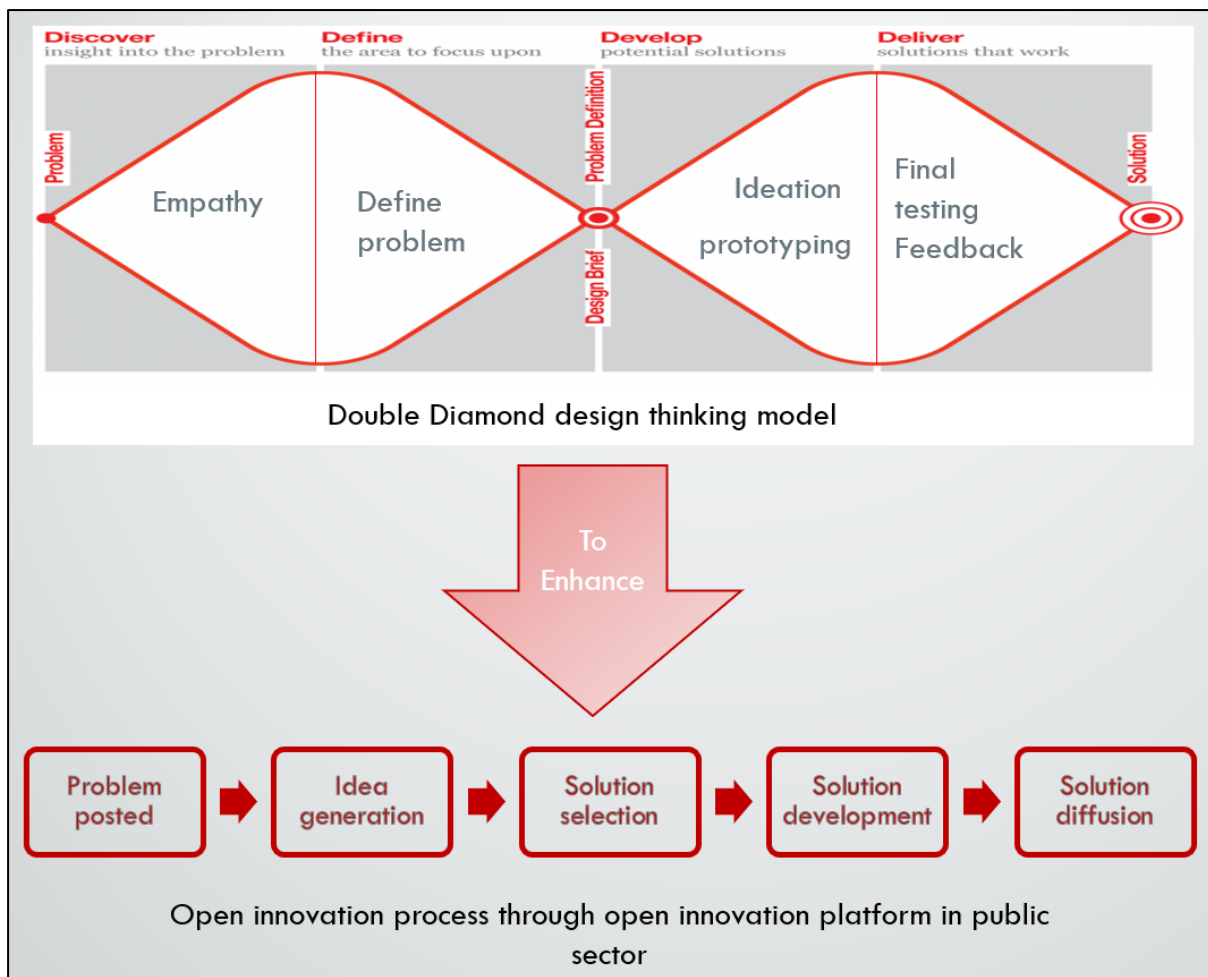 Discover
insight into the problem
Define
the area to focus upon
Develop
potential solutions
Deliver
solutions that work
Problem
Empathy
Define
problem
Problem Definition
Design Brief
Ideation
prototyping
Final
testing
Feedback
Solution
Double Diamond design thinking model
To
Enhance
Problem
posted
Idea
generation
Solution
selection
Solution
development
Solution
diffusion
Open innovation process through open innovation platform in public
sector